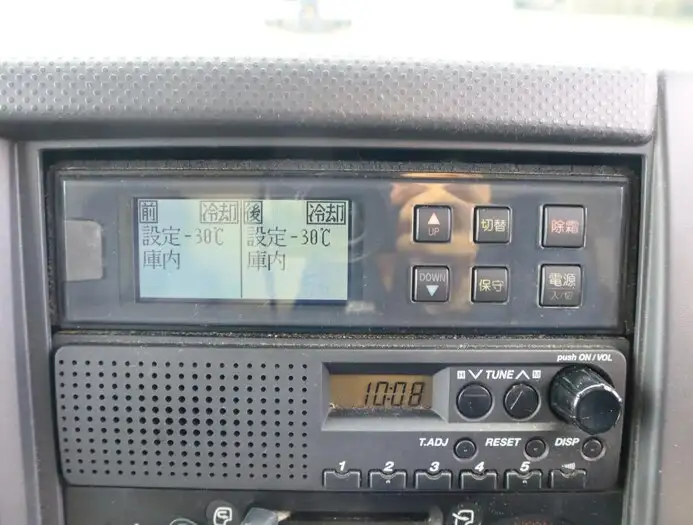 前 冷却 後 冷却
設定-30℃ 設定-30℃
庫内 庫内
UP 切替 除霜
DOWN 保守 電源
入/切
push ON/VOL
TUNE
10:08
T.ADJ RESET DISP
1 2 3 4 5